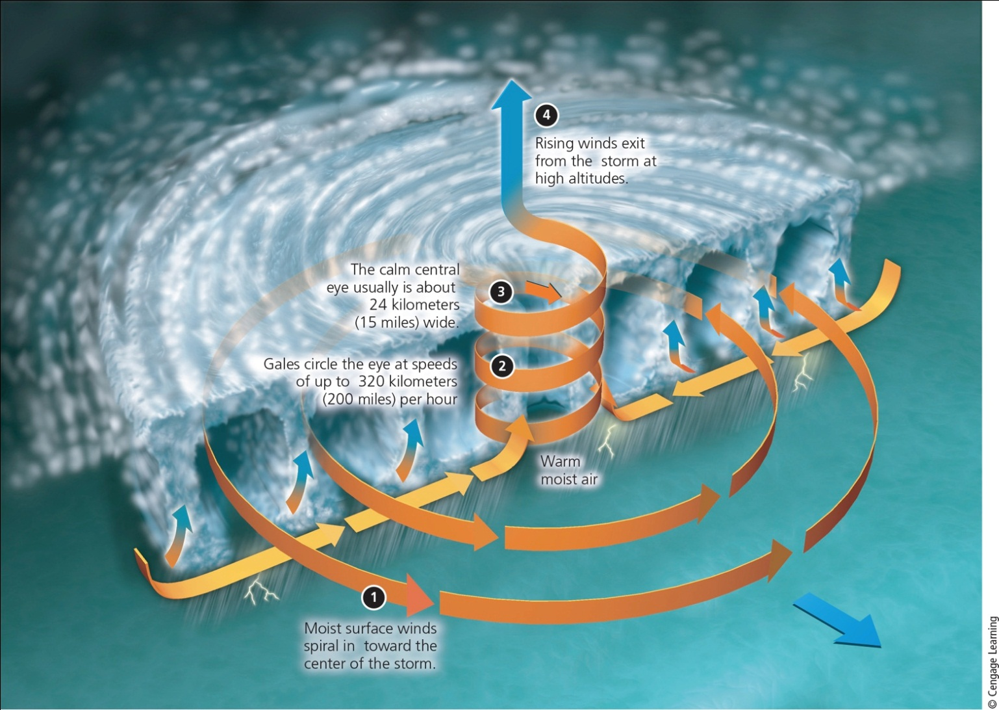 4
Rising winds exit
from the storm at
high altitudes.
The calm central
eye usually is about
24 kilometers
(15 miles) wide.
3
Gales circle the eye at speeds
of up to 320 kilometers
(200 miles) per hour
2
Warm
moist air
1
Moist surface winds
spiral in toward the
center of the storm.
© Cengage Learning